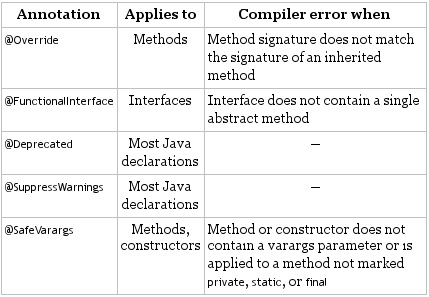 Annotation Applies to Compiler error when
@Override Methods Method signature does not match
the signature of an inherited
method
@FunctionalInterface Interfaces Interface does not contain a single
abstract method
@Deprecated Most Java —
declarations
@SuppressWarnings Most Java —
declarations
@SafeVarargs Methods, Method or constructor does not
constructors contain a varargs parameter or is
applied to a method not marked
private, static, or final